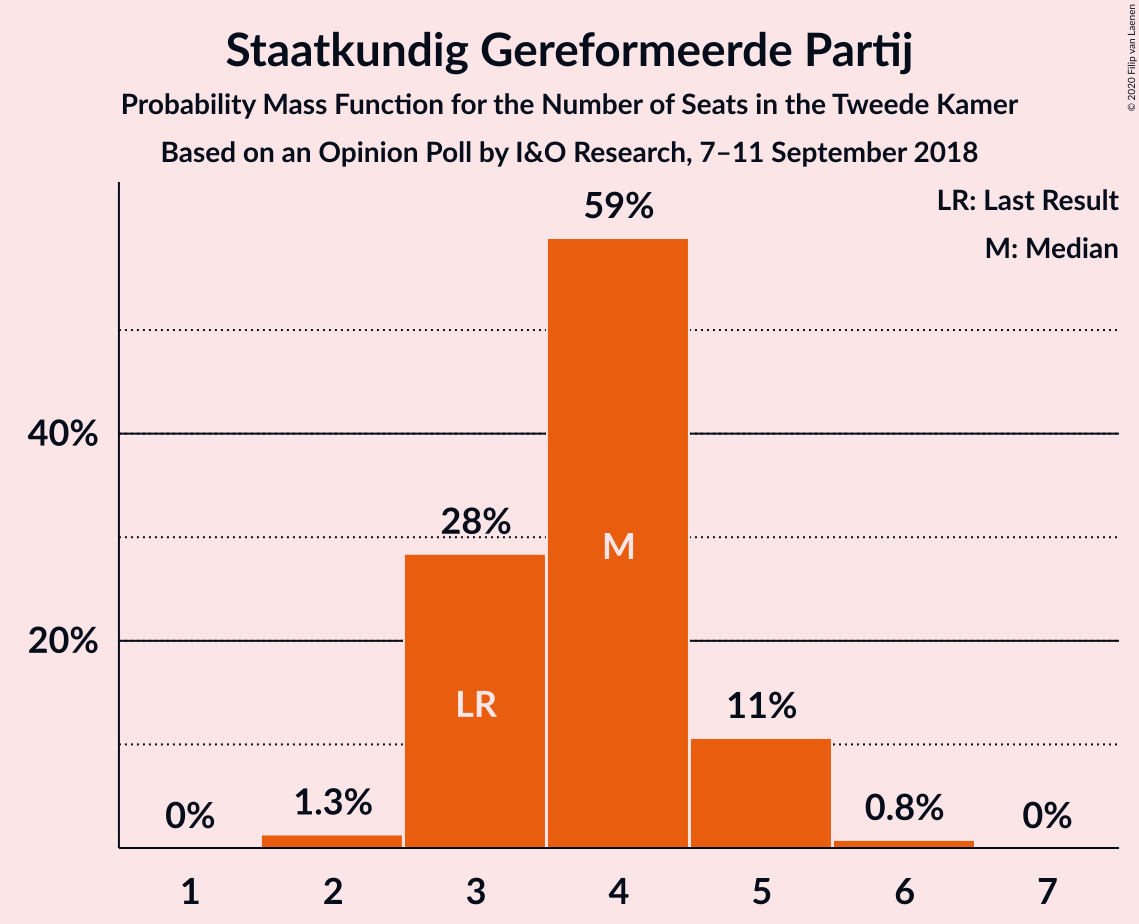 Staatkundig Gereformeerde Partij
Probability Mass Function for the Number of Seats in the Tweede Kamer
Based on an Opinion Poll by I&O Research, 7–11 September 2018
© 2020 Filip van Laenen
LR: Last Result
M: Median
59%
40%
28%
M
20%
LR
11%
0%
1.3%
0.8%
0%
1 2 3 4 5 6 7